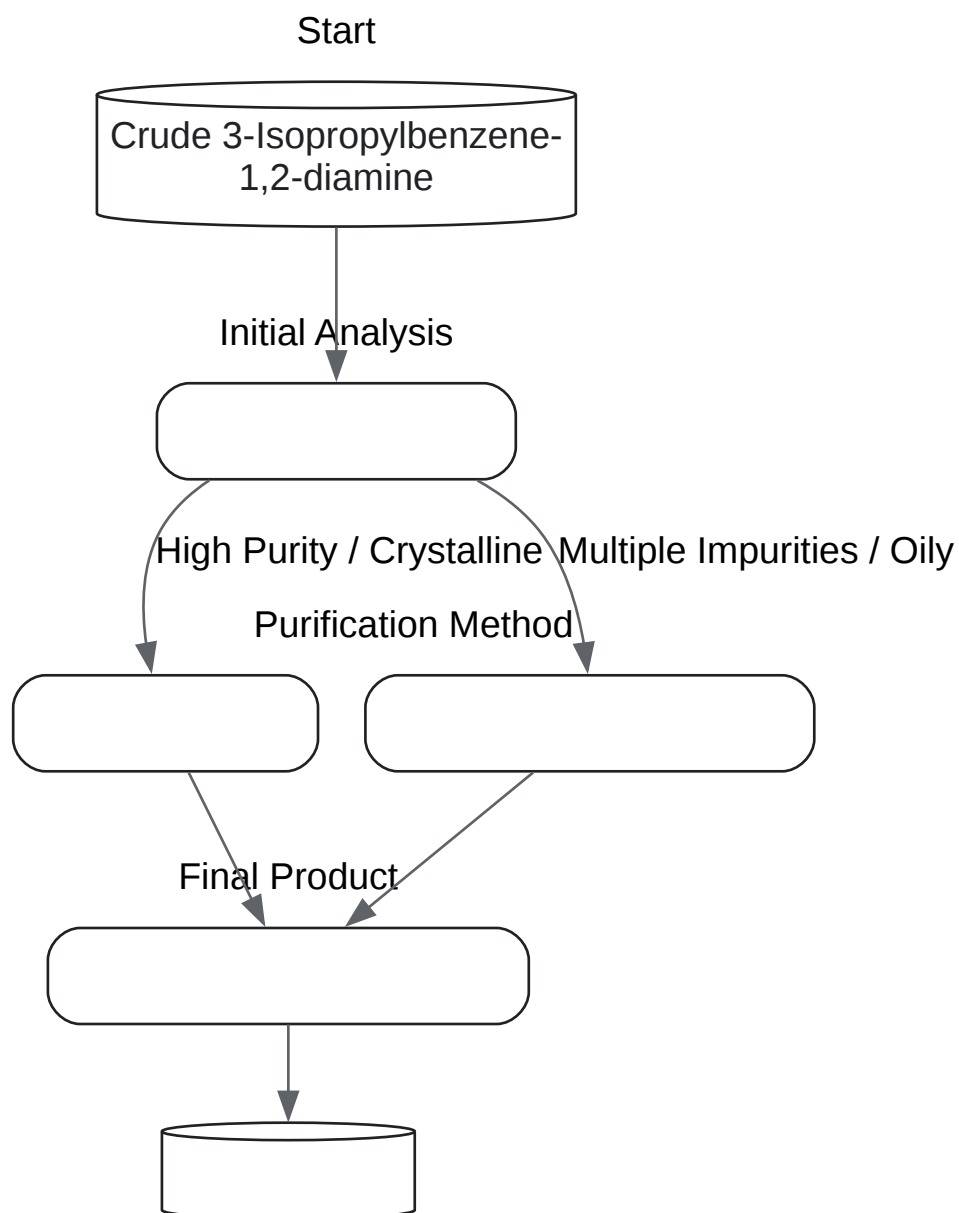 Start
Crude 3-Isopropylbenzene-
1,2-diamine
Initial Analysis
High Purity / Crystalline
Multiple Impurities / Oily
Purification Method
Final Product